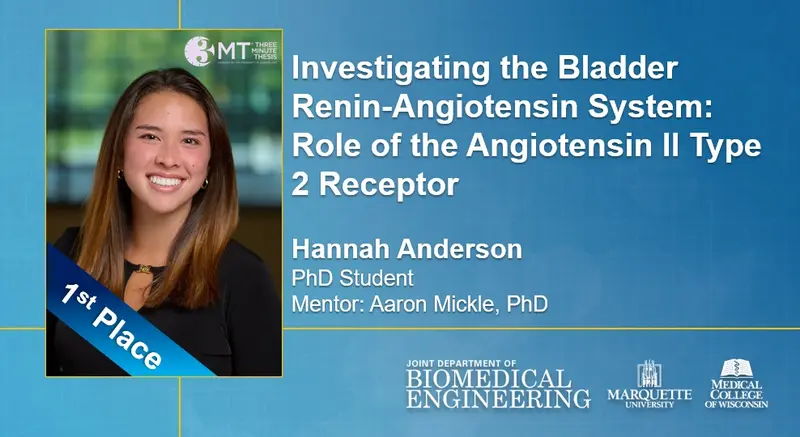 3MT THREE
MINUTE
THESIS
Investigating the Bladder
Renin-Angiotensin System:
Role of the Angiotensin II Type
2 Receptor
Hannah Anderson
PhD Student
Mentor: Aaron Mickle, PhD
1st Place
JOINT DEPARTMENT OF
BIOMEDICAL
ENGINEERING
MARQUETTE
UNIVERSITY
MEDICAL
COLLEGE
OF WISCONSIN